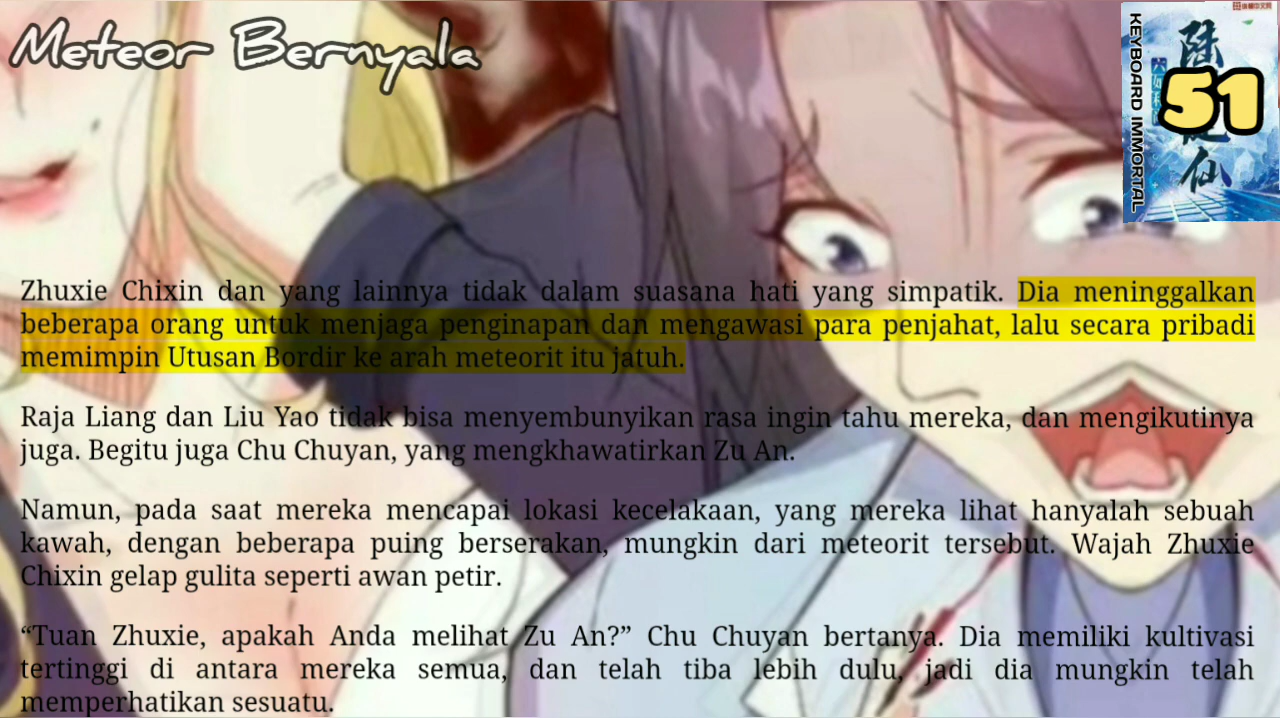 Meteor Bernyala
KEYBOARD IMMORTAL
51
仙
Zhuxie Chixin dan yang lainnya tidak dalam suasana hati yang simpatik. Dia meninggalkan
beberapa orang untuk menjaga penginapan dan mengawasi para penjahat, lalu secara pribadi
memimpin Utusan Bordir ke arah meteorit itu jatuh.
Raja Liang dan Liu Yao tidak bisa menyembunyikan rasa ingin tahu mereka, dan mengikutinya
juga. Begitu juga Chu Chuyan, yang mengkhawatirkan Zu An.
Namun, pada saat mereka mencapai lokasi kecelakaan, yang mereka lihat hanyalah sebuah
kawah, dengan beberapa puing berserakan, mungkin dari meteorit tersebut. Wajah Zhuxie
Chixin gelap gulita seperti awan petir.
“Tuan Zhuxie, apakah Anda melihat Zu An?” Chu Chuyan bertanya. Dia memiliki kultivasi
tertinggi di antara mereka semua, dan telah tiba lebih dulu, jadi dia mungkin telah
memperhatikan sesuatu.